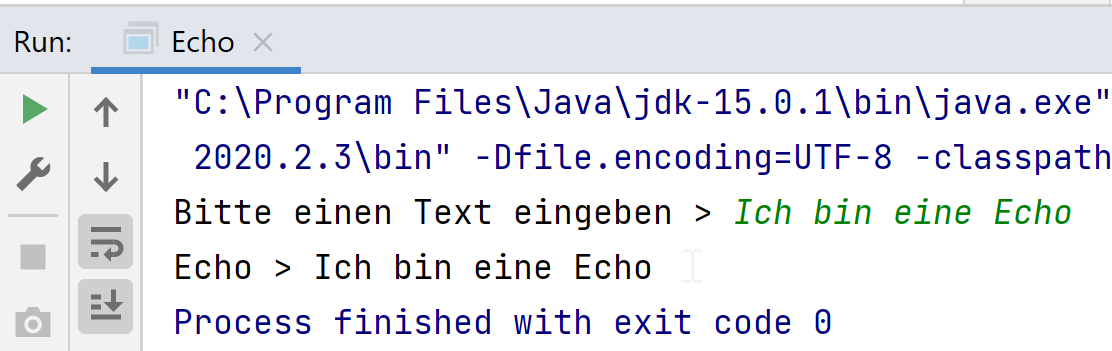 Run: Echo
"C:\Program Files\Java\jdk-15.0.1\bin\java.exe"
2020.2.3\bin" -Dfile.encoding=UTF-8 -classpath
Bitte einen Text eingeben > Ich bin eine Echo
Echo > Ich bin eine Echo
Process finished with exit code 0